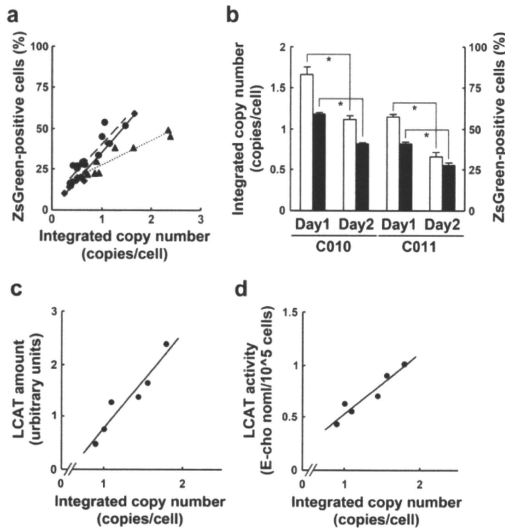 a
ZsGreen-positive cells (%)
100
75
50
25
0
0 1 2 3
Integrated copy number
(copies/cell)
b
Integrated copy number
(copies/cell)
2
1.5
1
0.5
0
* * * *
ZsGreen-positive cells (%)
100
75
50
25
0
Day1 Day2 Day1 Day2
C010 C011
c
LCAT amount
(urbitrary units)
3
2
1
0
0 1 2
Integrated copy number
(copies/cell)
d
LCAT activity
(E-cho noml/10^5 cells)
1.5
1
0.5
0
0 1 2
Integrated copy number
(copies/cell)